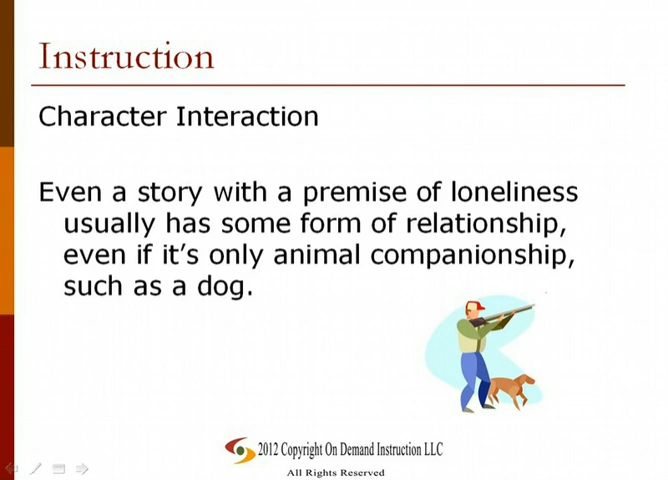 Instruction
Character Interaction
Even a story with a premise of loneliness
usually has some form of relationship,
even if it's only animal companionship,
such as a dog.
2012 Copyright On Demand Instruction LLC
All Rights Reserved